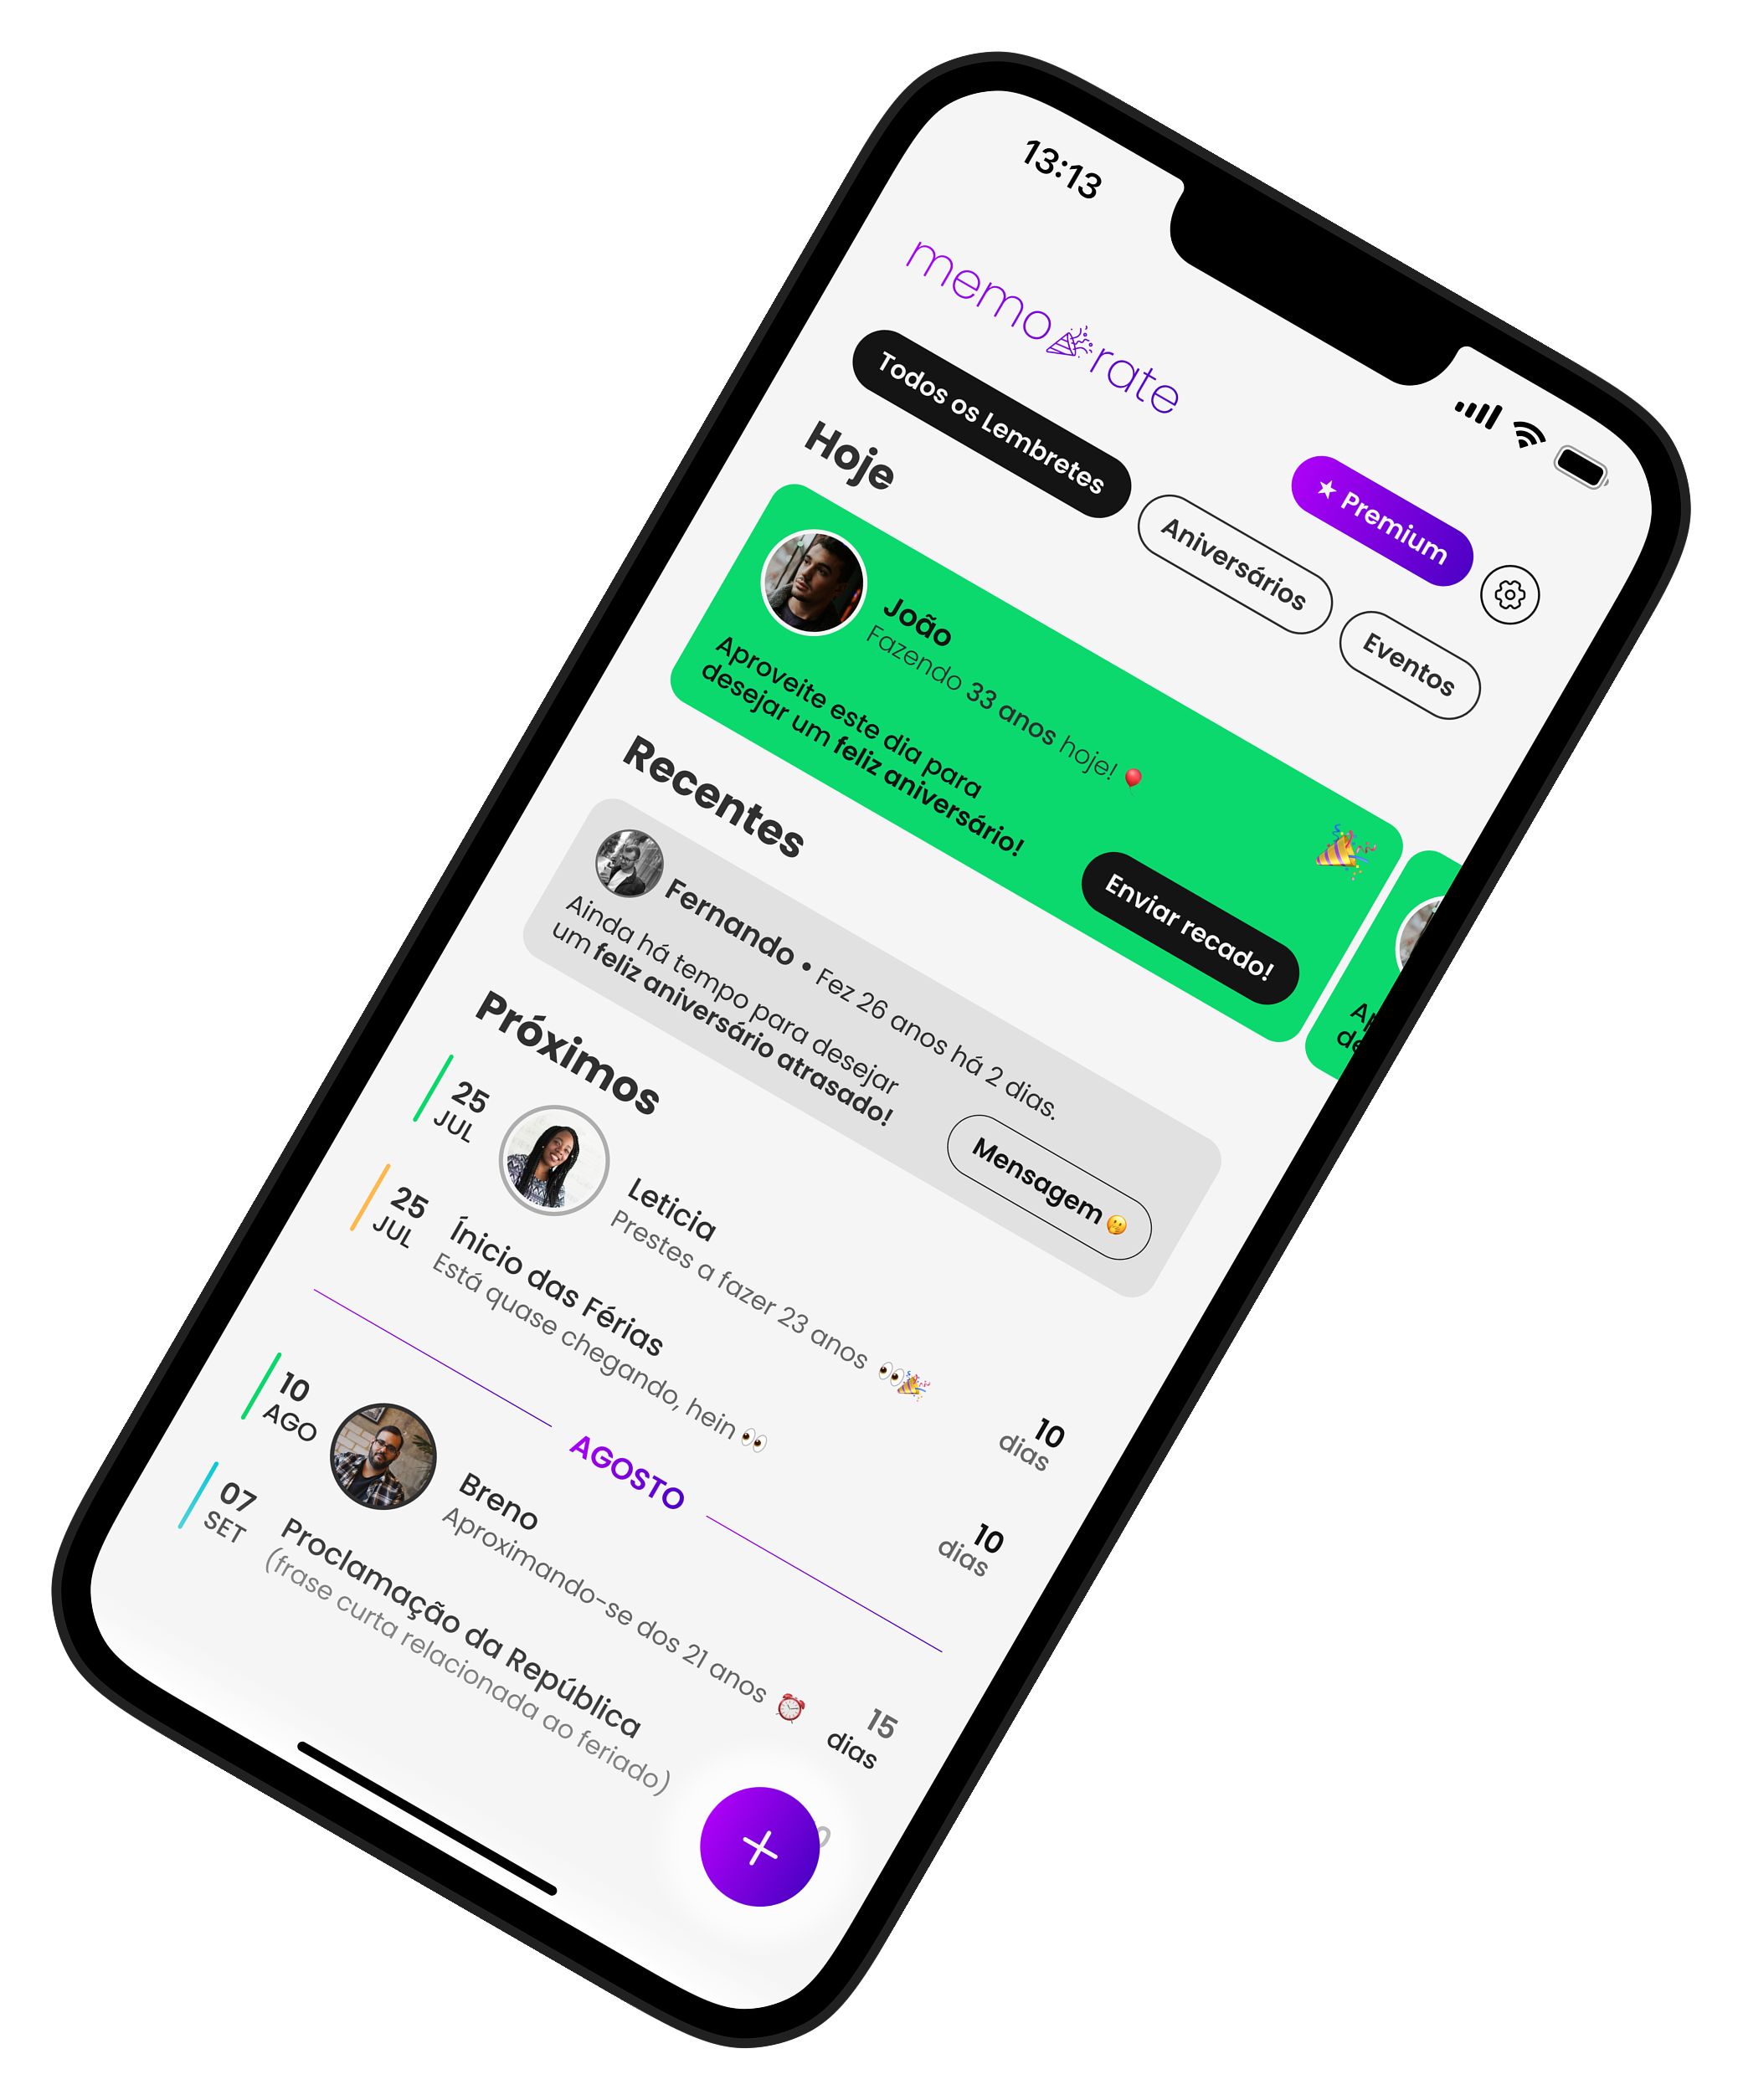 13:13
memo🎉rate
★ Premium
Todos os Lembretes
Aniversários
Eventos
Hoje
João
Fazendo 33 anos hoje! 🎈
Aproveite este dia para
desejar um feliz aniversário!
🎉
Enviar recado!
Recentes
Fernando • Fez 26 anos há 2 dias.
Ainda há tempo para desejar
um feliz aniversário atrasado!
Mensagem 🫢
Próximos
25
JUL
Leticia
Prestes a fazer 23 anos 👀🎉
10
dias
25
JUL
Ínicio das Férias
Está quase chegando, hein 👀
10
dias
AGOSTO
10
AGO
Breno
Aproximando-se dos 21 anos ⏰
15
dias
07
SET
Proclamação da República
(frase curta relacionada ao feriado)
+